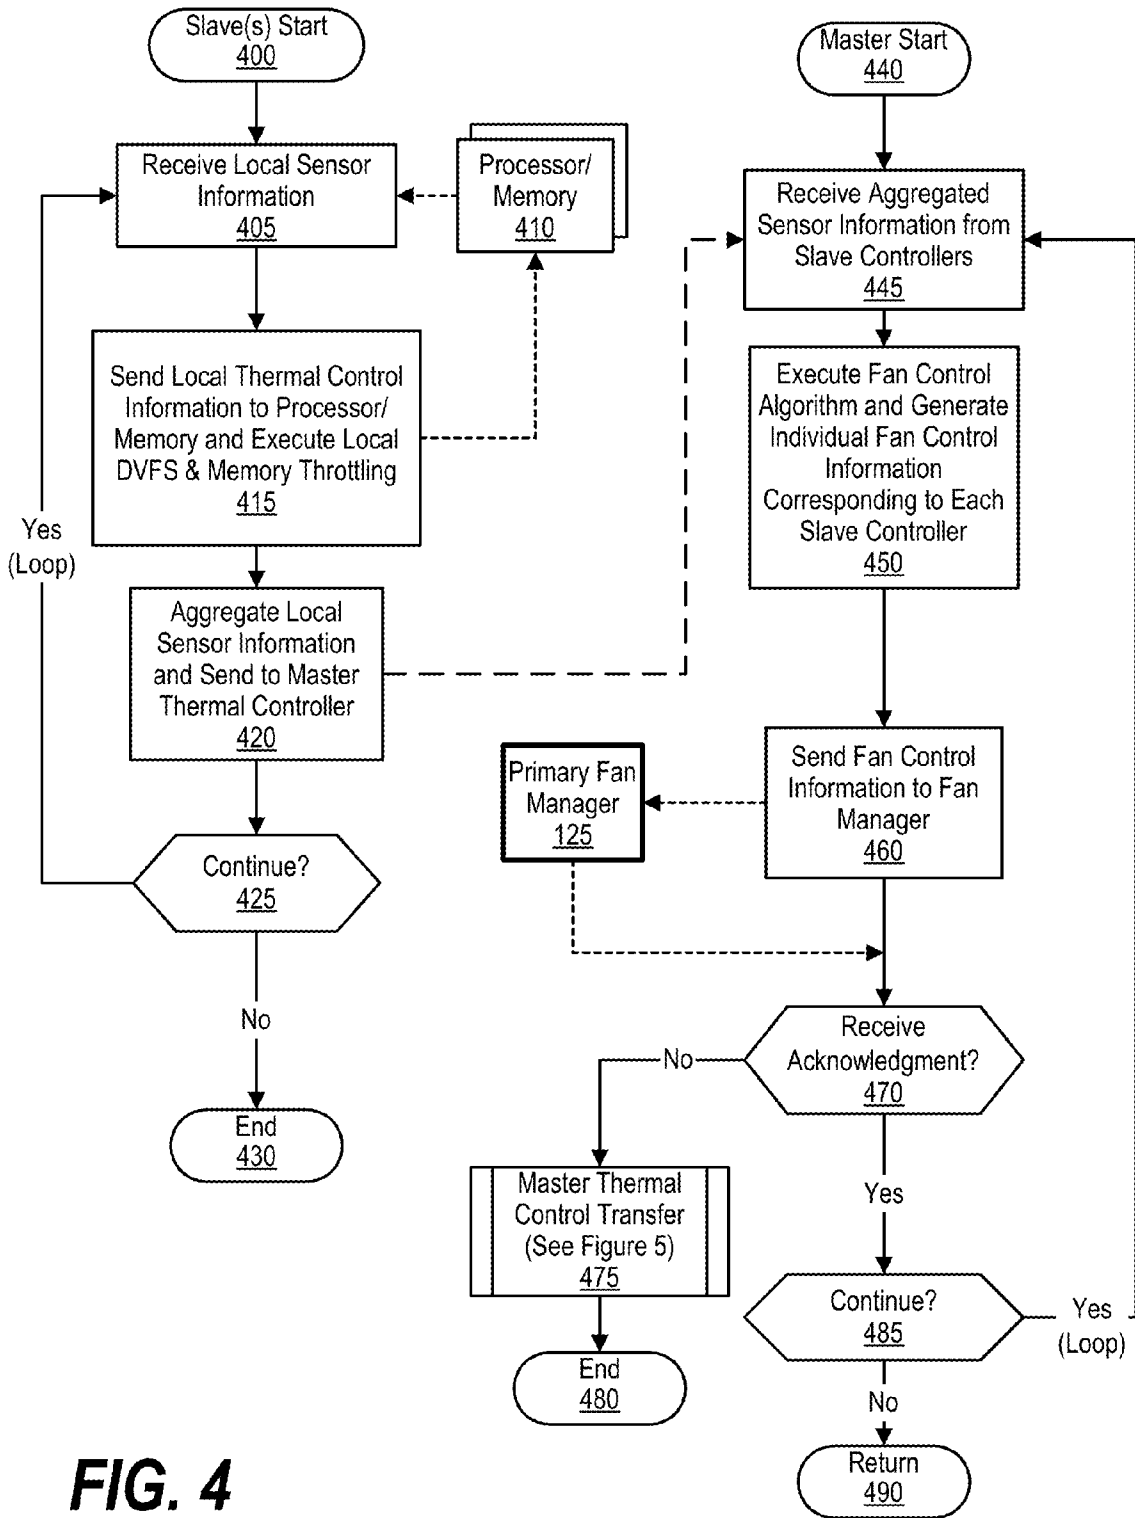 Slave(s) Start
400
Receive Local Sensor
Information
405
Processor/
Memory
410
Send Local Thermal Control
Information to Processor/
Memory and Execute Local
DVFS & Memory Throttling
415
Yes
(Loop)
Aggregate Local
Sensor Information
and Send to Master
Thermal Controller
420
Continue?
425
No
End
430
Master Start
440
Receive Aggregated
Sensor Information from
Slave Controllers
445
Execute Fan Control
Algorithm and Generate
Individual Fan Control
Information
Corresponding to Each
Slave Controller
450
Send Fan Control
Information to Fan
Manager
460
Primary Fan
Manager
125
Receive
Acknowledgment?
470
No
Master Thermal
Control Transfer
(See Figure 5)
475
End
480
Yes
Continue?
485
Yes
(Loop)
No
Return
490
FIG. 4